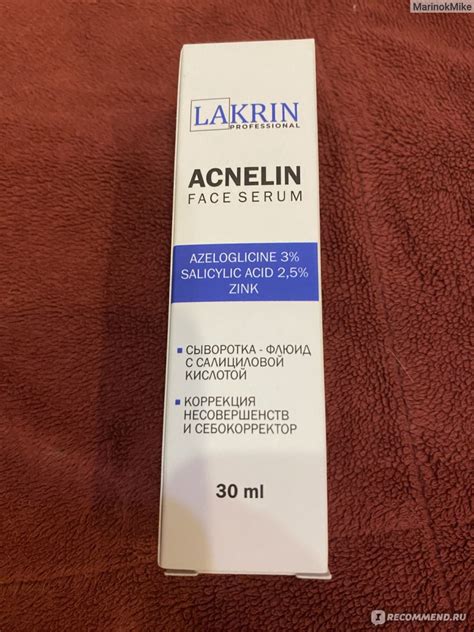 MarinokMike
LAKRIN
PROFESSIONAL
ACNELIN
FACE SERUM
AZELOGLICINE 3%
SALICYLIC ACID 2,5%
ZINK
СЫВОРОТКА - ФЛЮИД
С САЛИЦИЛОВОЙ
КИСЛОТОЙ
КОРРЕКЦИЯ
НЕСОВЕРШЕНСТВ
И СЕБОКОРРЕКТОР
30 ml
IRECOMMEND.RU